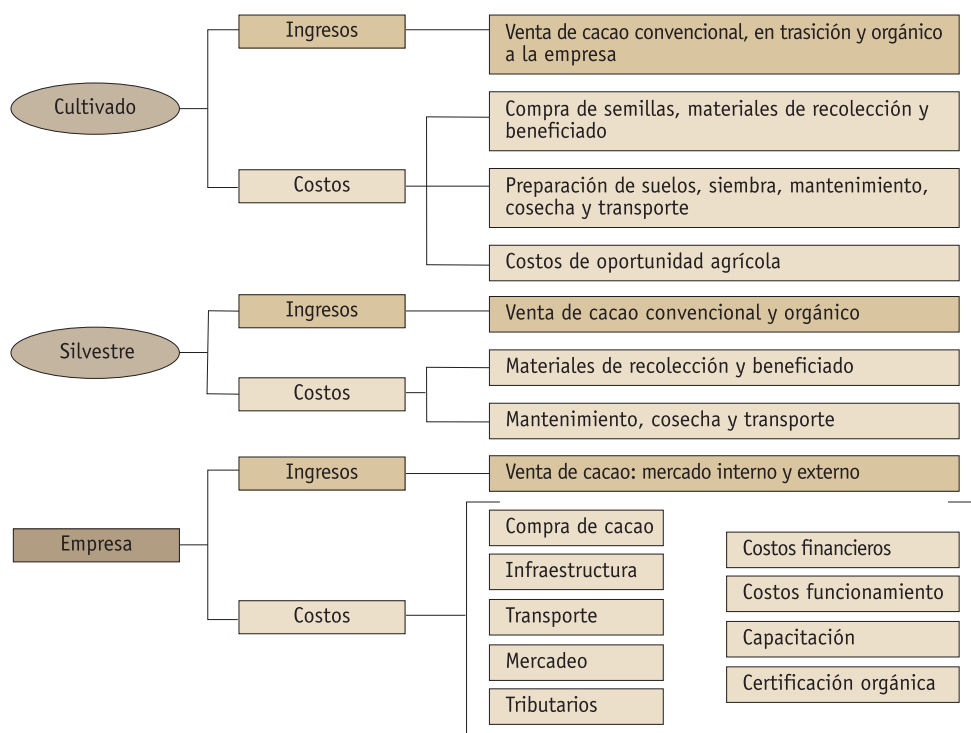 Cultivado
Ingresos
Venta de cacao convencional, en trasición y orgánico
a la empresa
Costos
Compra de semillas, materiales de recolección y
beneficiado
Preparación de suelos, siembra, mantenimiento,
cosecha y transporte
Costos de oportunidad agrícola
Silvestre
Ingresos
Venta de cacao convencional y orgánico
Costos
Materiales de recolección y beneficiado
Mantenimiento, cosecha y transporte
Empresa
Ingresos
Venta de cacao: mercado interno y externo
Costos
Compra de cacao
Infraestructura
Transporte
Mercadeo
Tributarios
Costos financieros
Costos funcionamiento
Capacitación
Certificación orgánica